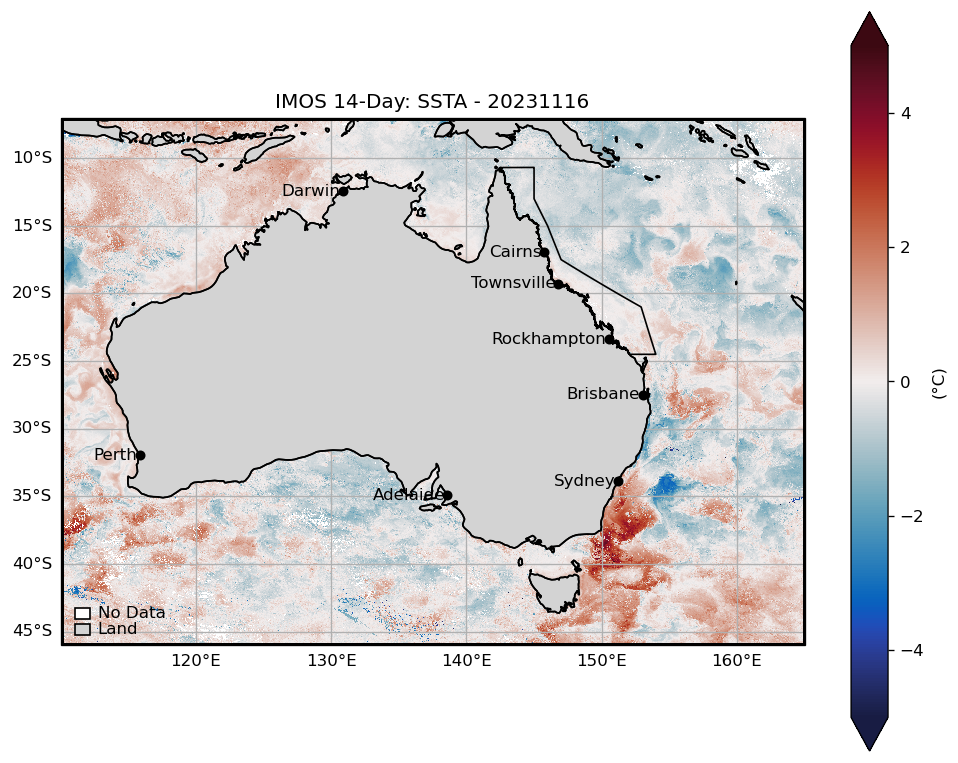 IMOS 14-Day: SSTA - 20231116
10°S
15°S
20°S
25°S
30°S
35°S
40°S
45°S
Darwin
Cairns
Townsville
Rockhampton
Brisbane
Perth
Sydney
Adelaide
No Data
Land
120°E
130°E
140°E
150°E
160°E
4
2
0
−2
−4
(°C)